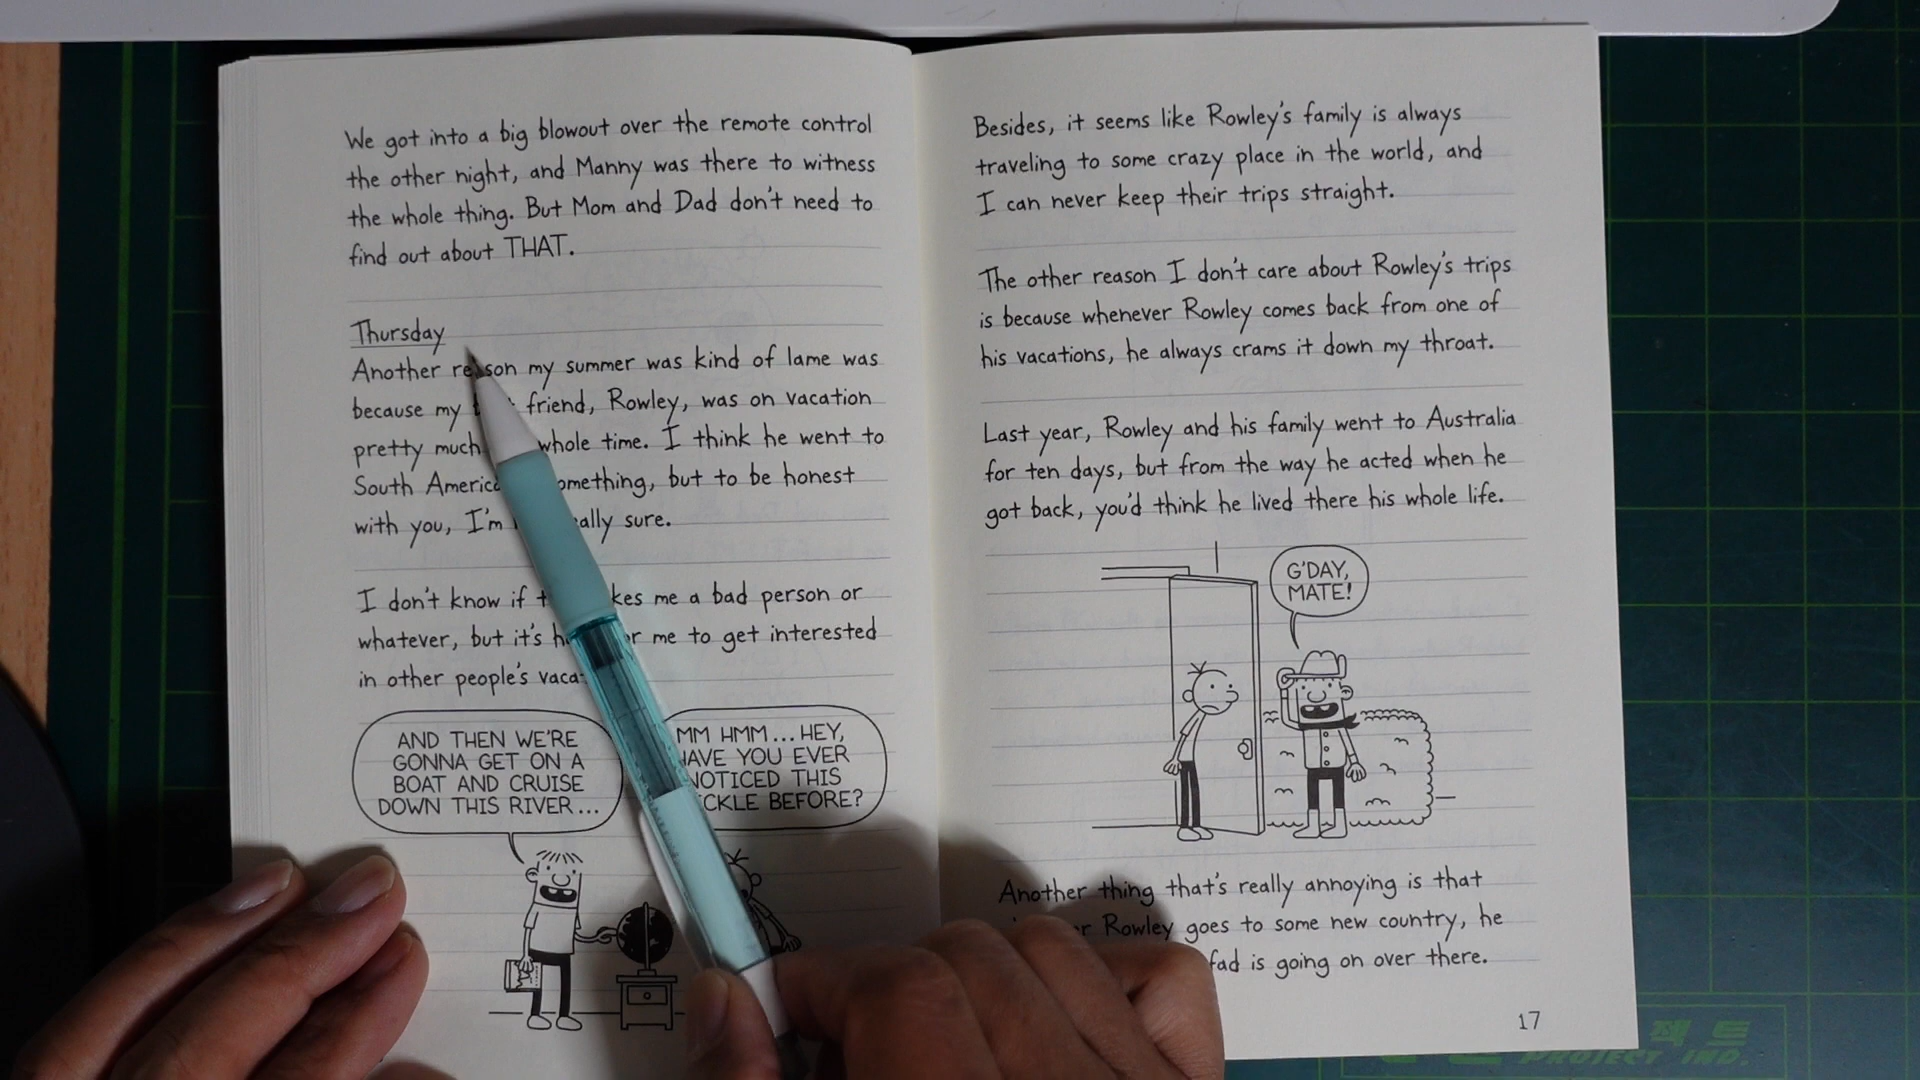 We got into a big blowout over the remote control
the other night, and Manny was there to witness
the whole thing. But Mom and Dad don't need to
find out about THAT.
Thursday
Another reason my summer was kind of lame was
because my friend, Rowley, was on vacation
pretty much whole time. I think he went to
South America something, but to be honest
with you, I'm really sure.
I don't know if me a bad person or
whatever, but it's me to get interested
in other people's
AND THEN WE'RE
GONNA GET ON A
BOAT AND CRUISE
DOWN THIS RIVER...
MM HMM... HEY,
HAVE YOU EVER
NOTICED THIS
BEFORE?
Besides, it seems like Rowley's family is always
traveling to some crazy place in the world, and
I can never keep their trips straight.
The other reason I don't care about Rowley's trips
is because whenever Rowley comes back from one of
his vacations, he always crams it down my throat.
Last year, Rowley and his family went to Australia
for ten days, but from the way he acted when he
got back, you'd think he lived there his whole life.
G'DAY,
MATE!
Another thing that's really annoying is that
Rowley goes to some new country, he
fad is going on over there.
17
젝트
PROJECT IND.